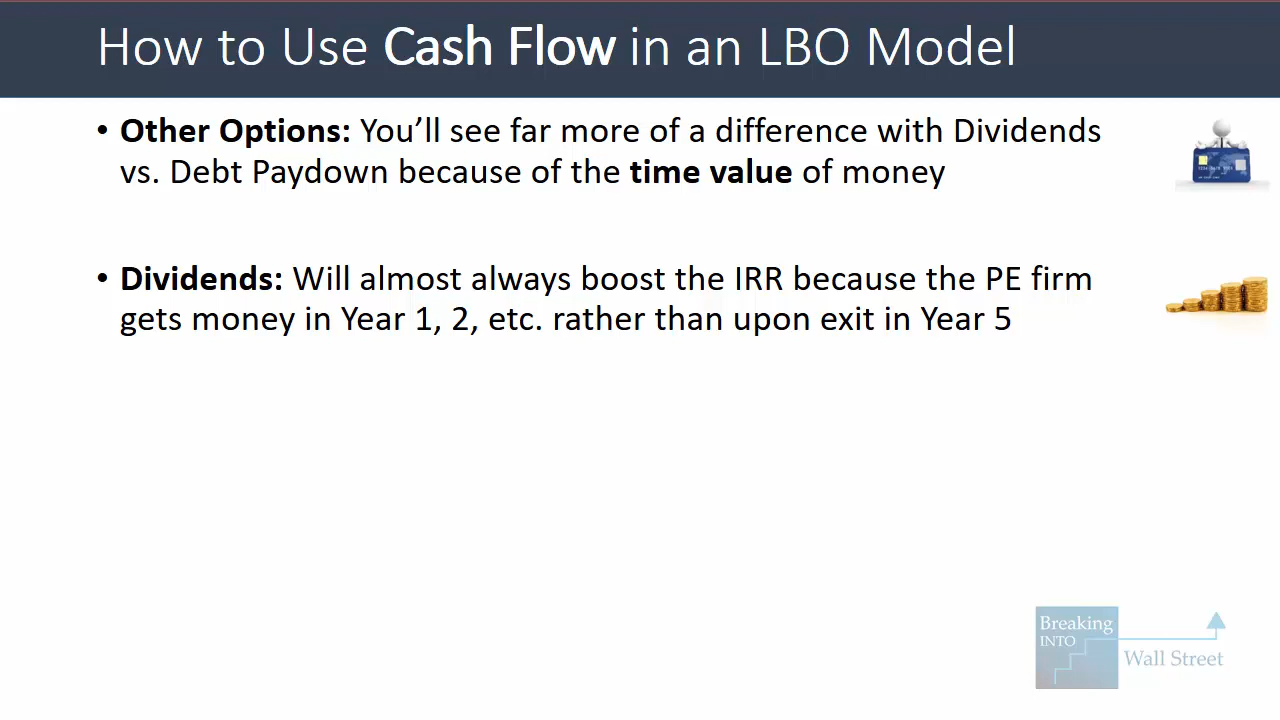 How to Use Cash Flow in an LBO Model
• Other Options: You’ll see far more of a difference with Dividends
vs. Debt Paydown because of the time value of money
• Dividends: Will almost always boost the IRR because the PE firm
gets money in Year 1, 2, etc. rather than upon exit in Year 5
Breaking
INTO
Wall Street